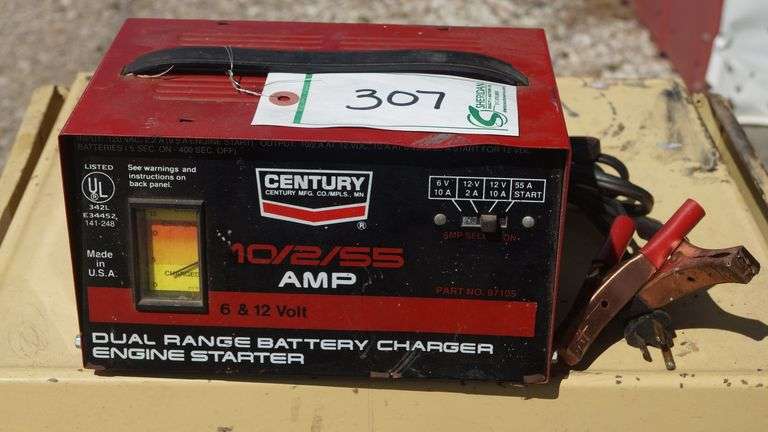 307
SHERIDAN
LISTED
UL
®
342L
E34452
141-248
Made in
U.S.A.
See warnings and
instructions on
back panel.
CHARGED
CENTURY
CENTURY MFG. CO./MPLS., MN
®
10/2/55
AMP
6 V 12-V 12 V 55 A
10 A 2 A 10 A START
PART NO. 87105
6 & 12 Volt
DUAL RANGE BATTERY CHARGER
ENGINE STARTER